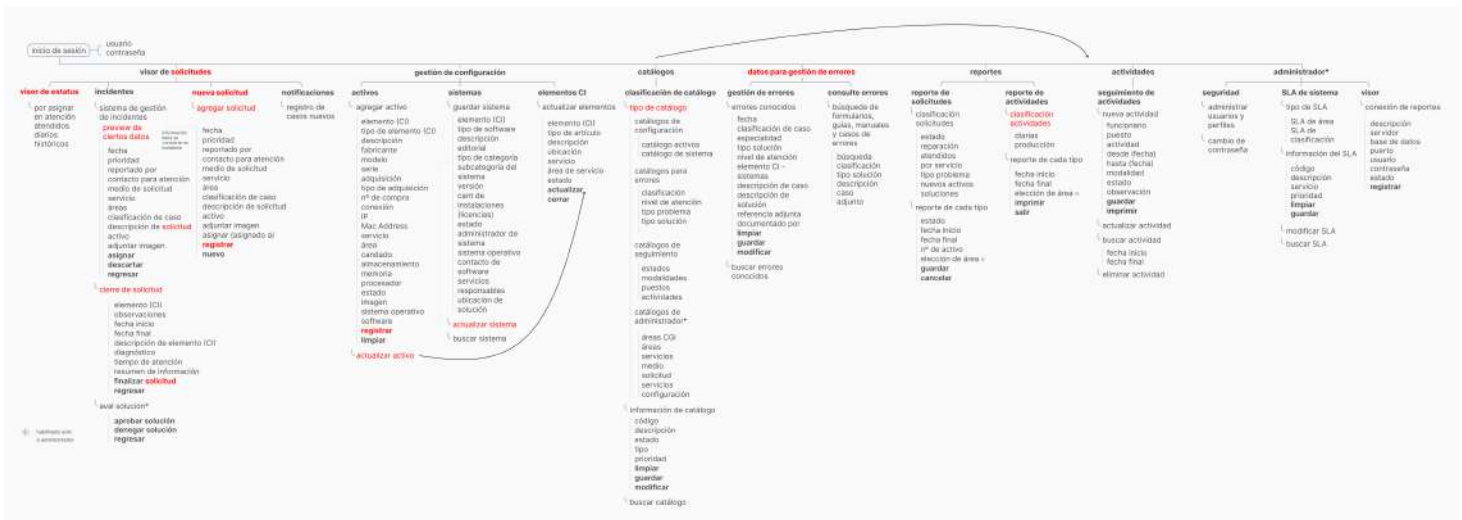 inicio de sesión
usuario
contraseña
visor de solicitudes
visor de estatus
por asignar
en atención
atendidos
diarios
históricos
incidentes
sistema de gestión
de incidentes
preview de
ciertos datos
fecha
prioridad
reportado por
contacto para atención
medio de solicitud
servicio
áreas
clasificación de caso
descripción de solicitud
activo
adjuntar imagen
asignar
descartar
regresar
cierre de solicitud
elemento (CI)
observaciones
fecha inicio
fecha final
descripción de elemento (CI)
diagnóstico
tiempo de atención
resumen de información
finalizar solicitud
regresar
aval solución*
aprobar solución
denegar solución
regresar
nueva solicitud
agregar solicitud
fecha
prioridad
reportado por
contacto para atención
medio de solicitud
servicio
área
clasificación de caso
descripción de solicitud
activo
adjuntar imagen
asignar (asignado a)
registrar
nuevo
notificaciones
registro de
casos nuevos
gestión de configuración
activos
agregar activo
elemento (CI)
tipo de elemento (CI)
descripción
fabricante
modelo
serie
adquisición
tipo de adquisición
nº de compra
conexión
IP
Mac Address
servicio
área
candado
almacenamiento
memoria
procesador
estado
imagen
sistema operativo
software
registrar
limpiar
actualizar activo
sistemas
guardar sistema
elemento (CI)
tipo de software
descripción
editorial
tipo de categoría
subcategoría del
sistema
versión
cant de
instalaciones
(licencias)
estado
administrador de
sistema
sistema operativo
contacto de
software
servicios
responsables
ubicación de
solución
actualizar sistema
buscar sistema
elementos CI
actualizar elementos
elemento (CI)
tipo de artículo
descripción
ubicación
servicio
área de servicio
estado
actualizar
cerrar
catálogos
clasificación de catálogo
tipo de catálogo
catálogos de
configuración
catálogo activos
catálogo de sistema
catálogos para
errores
clasificación
nivel de atención
tipo problema
tipo solución
catálogos de
seguimiento
estados
modalidades
puestos
actividades
catálogos de
administrador*
áreas CGI
áreas
servicios
medio
solicitud
servicios
configuración
información de catálogo
código
descripción
estado
tipo
prioridad
limpiar
guardar
modificar
buscar catálogo
datos para gestión de errores
gestión de errores
errores conocidos
fecha
clasificación de caso
especialidad
tipo solución
nivel de atención
elemento CI -
sistemas
descripción de caso
descripción de
solución
referencia adjunta
documentado por
limpiar
guardar
modificar
buscar errores
conocidos
consulte errores
búsqueda de
formularios,
guías, manuales
y casos de
errores
búsqueda
clasificación
tipo solución
descripción
caso
adjunto
reportes
reporte de
solicitudes
clasificación
solicitudes
estado
reparación
atendidos
por servicio
tipo problema
nuevos activos
soluciones
reporte de cada tipo
estado
fecha inicio
fecha final
nº de activo
elección de área
guardar
cancelar
reporte de
actividades
clasificación
actividades
diarias
producción
reporte de cada tipo
fecha inicio
fecha final
elección de área
imprimir
salir
actividades
seguimiento de
actividades
nueva actividad
funcionario
puesto
actividad
desde (fecha)
hasta (fecha)
modalidad
estado
observación
guardar
imprimir
actualizar actividad
buscar actividad
fecha inicio
fecha final
eliminar actividad
administrador*
seguridad
administrar
usuarios y
perfiles
cambio de
contraseña
SLA de sistema
tipo de SLA
SLA de área
SLA de
clasificación
información del SLA
código
descripción
servicio
prioridad
limpiar
guardar
modificar SLA
buscar SLA
visor
conexión de reportes
descripción
servidor
base de datos
puerto
usuario
contraseña
estado
registrar